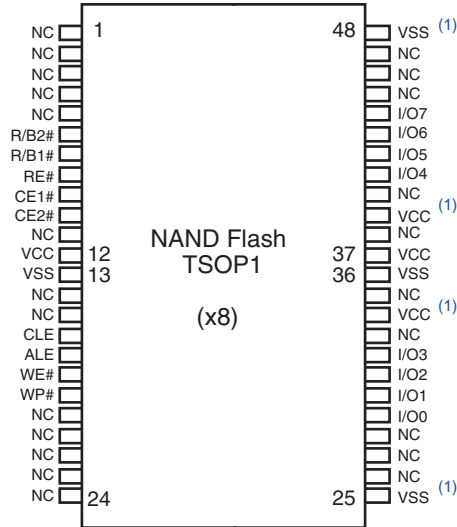 NC 1 48 VSS (1)
NC NC
NC NC
NC NC
NC I/O7
R/B2# I/O6
R/B1# I/O5
RE# I/O4
CE1# NC
CE2# VCC (1)
NC NC
NAND Flash
VCC 12 37 VCC
TSOP1
VSS 13 36 VSS
NC NC
NC VCC (1)
(x8)
CLE NC
ALE I/O3
WE# I/O2
WP# I/O1
NC I/O0
NC NC
NC NC
NC NC
NC 24 25 VSS (1)